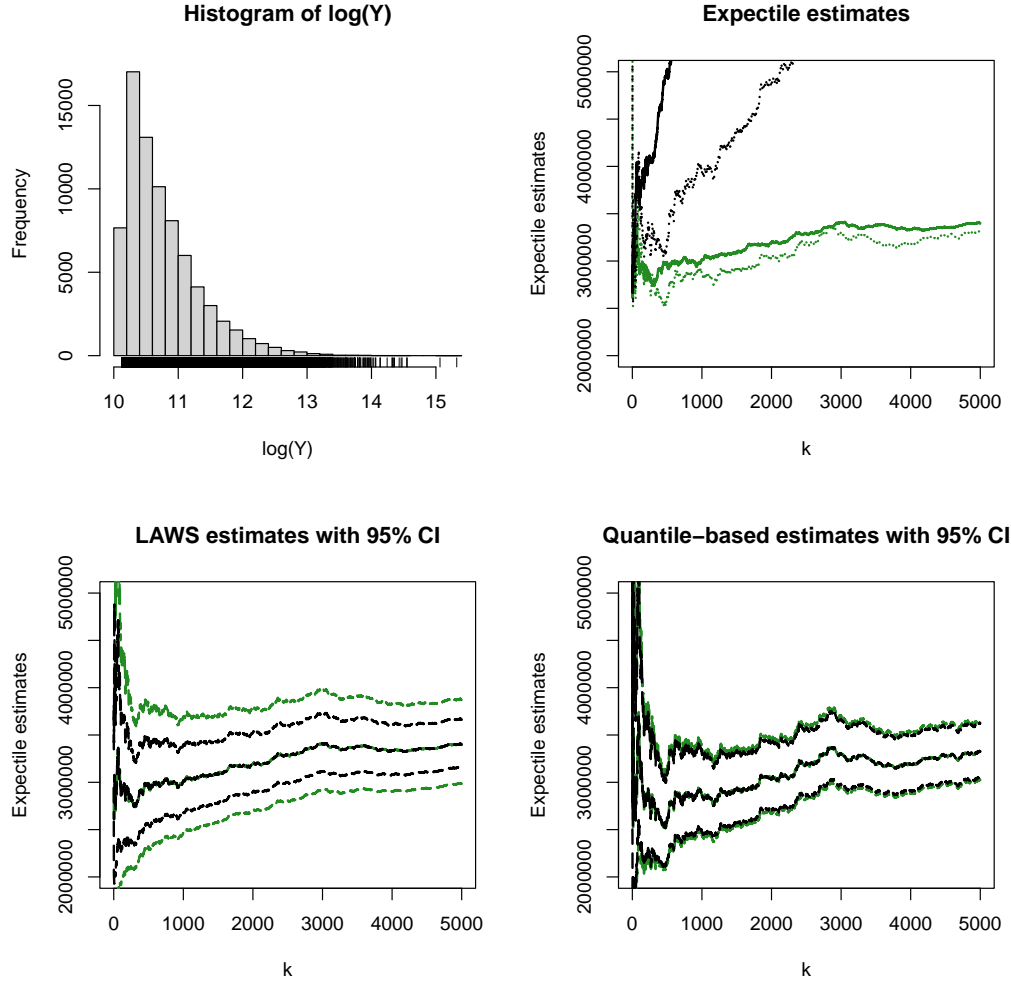 Histogram of log(Y)
Frequency
15000
10000
5000
0
10 11 12 13 14 15
log(Y)
Expectile estimates
Expectile estimates
5000000
4000000
3000000
2000000
0 1000 2000 3000 4000 5000
k
LAWS estimates with 95% CI
Expectile estimates
5000000
4000000
3000000
2000000
0 1000 2000 3000 4000 5000
k
Quantile−based estimates with 95% CI
Expectile estimates
5000000
4000000
3000000
2000000
0 1000 2000 3000 4000 5000
k